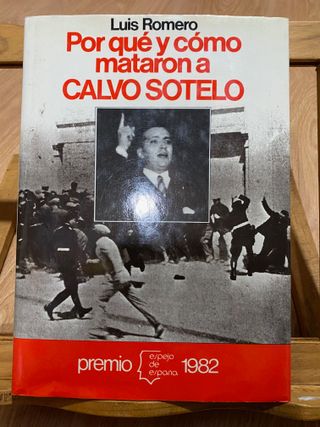 Luis Romero
Por qué y cómo
mataron a
CALVO SOTELO
premio
espejo
de
españa
1982